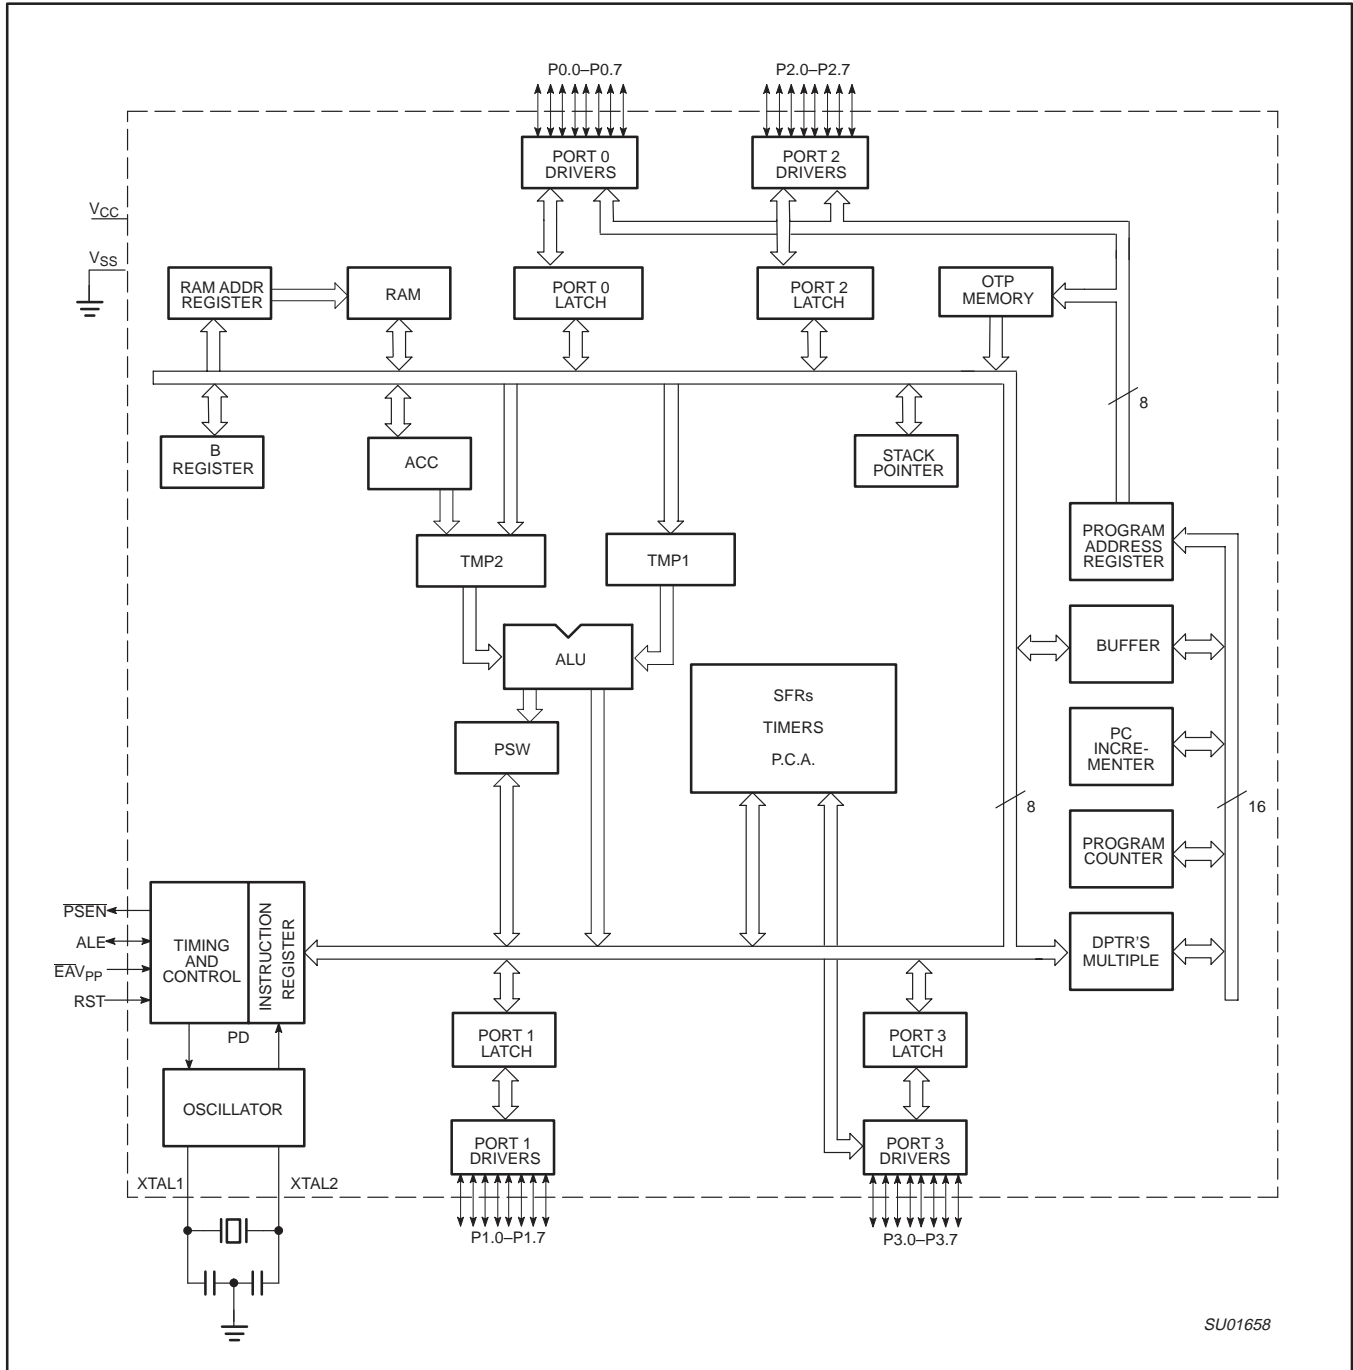 P0.0–P0.7
P2.0–P2.7
PORT 0
DRIVERS
PORT 2
DRIVERS
VCC
VSS
RAM ADDR
REGISTER
RAM
PORT 0
LATCH
PORT 2
LATCH
OTP
MEMORY
8
B
REGISTER
ACC
STACK
POINTER
PROGRAM
ADDRESS
REGISTER
TMP2
TMP1
BUFFER
ALU
SFRs
TIMERS
P.C.A.
PSW
PC
INCRE-
MENTER
8
16
PROGRAM
COUNTER
PSEN
ALE
EAVPP
RST
TIMING
AND
CONTROL
INSTRUCTION
REGISTER
DPTR'S
MULTIPLE
PD
PORT 1
LATCH
PORT 3
LATCH
OSCILLATOR
PORT 1
DRIVERS
PORT 3
DRIVERS
XTAL1
XTAL2
P1.0–P1.7
P3.0–P3.7
SU01658